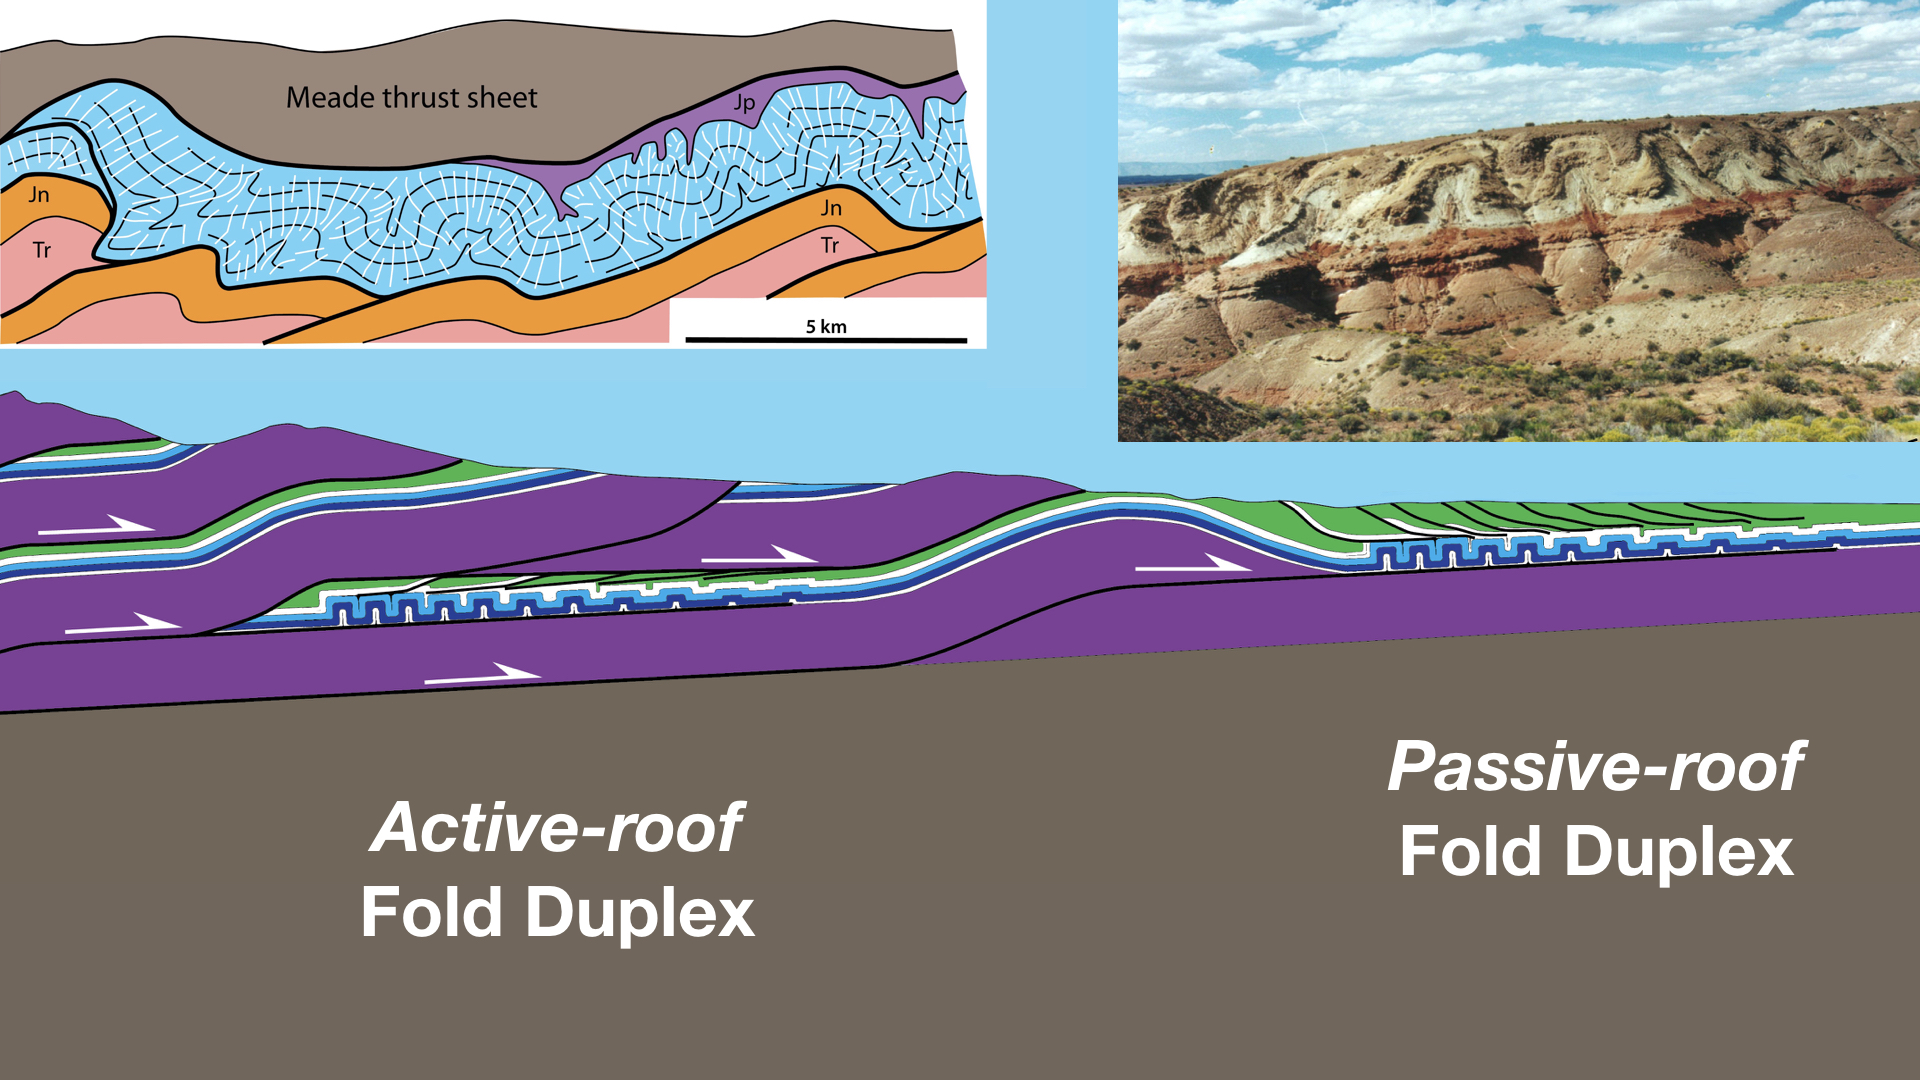 Meade thrust sheet
Jp
Jn
Tr
Jn
Tr
5 km
Active-roof
Fold Duplex
Passive-roof
Fold Duplex